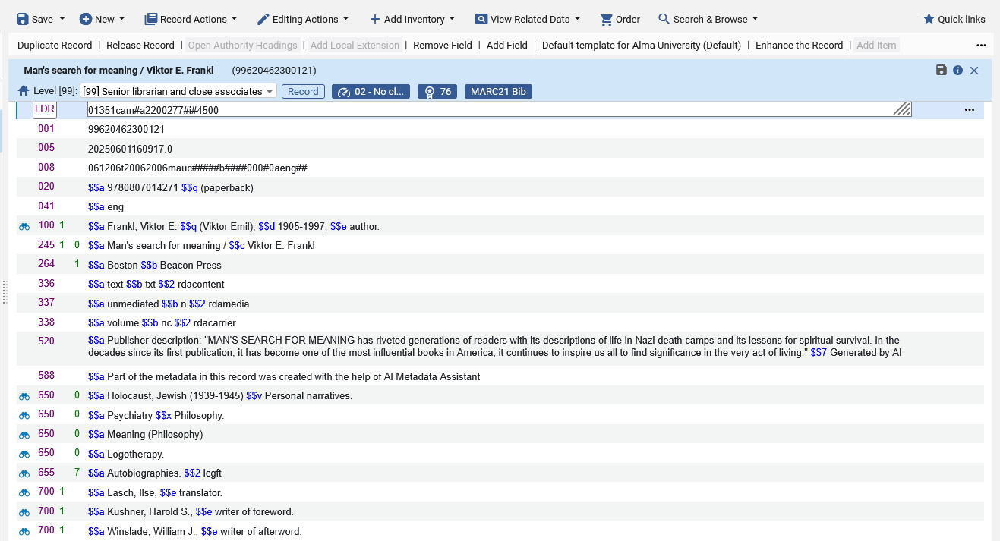 Save New Record Actions Editing Actions Add Inventory View Related Data Order Search & Browse Quick links
Duplicate Record | Release Record | Open Authority Headings | Add Local Extension | Remove Field | Add Field | Default template for Alma University (Default) | Enhance the Record | Add Item ...
Man's search for meaning / Viktor E. Frankl (99620462300121)
Level [99]: [99] Senior librarian and close associates Record 02 - No cl... 76 MARC21 Bib
LDR 01351cam#a2200277#i#4500 ...
001 99620462300121
005 20250601160917.0
008 061206t20062006mauc#####b####000#0aeng##
020 $$a 9780807014271 $$q (paperback)
041 $$a eng
100 1 $$a Frankl, Viktor E. $$q (Viktor Emil), $$d 1905-1997, $$e author.
245 1 0 $$a Man's search for meaning / $$c Viktor E. Frankl
264 1 $$a Boston $$b Beacon Press
336 $$a text $$b txt $$2 rdacontent
337 $$a unmediated $$b n $$2 rdamedia
338 $$a volume $$b nc $$2 rdacarrier
520 $$a Publisher description: "MAN'S SEARCH FOR MEANING has riveted generations of readers with its descriptions of life in Nazi death camps and its lessons for spiritual survival. In the
decades since its first publication, it has become one of the most influential books in America; it continues to inspire us all to find significance in the very act of living." $$7 Generated by AI
588 $$a Part of the metadata in this record was created with the help of AI Metadata Assistant
650 0 $$a Holocaust, Jewish (1939-1945) $$v Personal narratives.
650 0 $$a Psychiatry $$x Philosophy.
650 0 $$a Meaning (Philosophy)
650 0 $$a Logotherapy.
655 7 $$a Autobiographies. $$2 lcgft
700 1 $$a Lasch, Ilse, $$e translator.
700 1 $$a Kushner, Harold S., $$e writer of foreword.
700 1 $$a Winslade, William J., $$e writer of afterword.